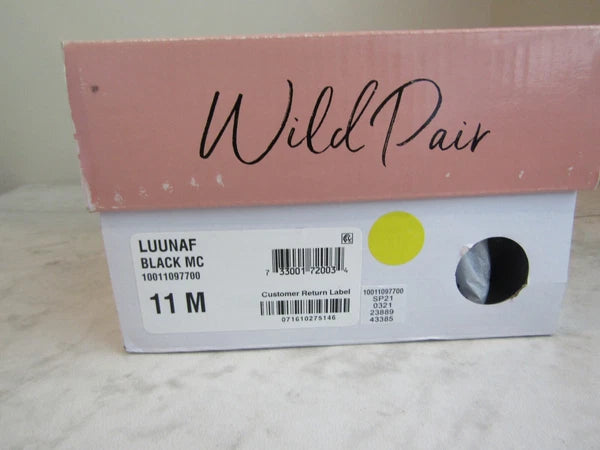 Wild Pair
LUUNAF
BLACK MC
10011097700
11 M
7 33001 72003 4
Customer Return Label
071610275146
10011097700
SP21
0321
23889
43385